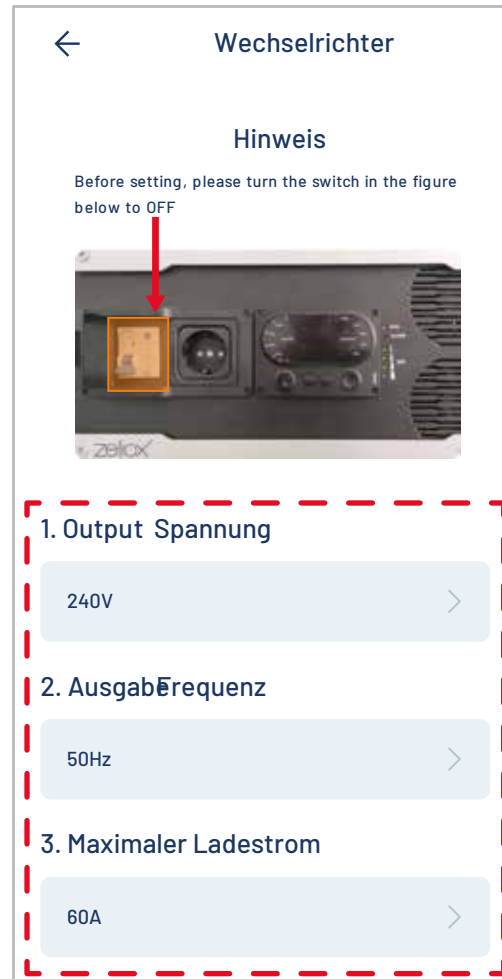 Wechselrichter
Hinweis
Before setting, please turn the switch in the figure
below to OFF
zelox
1. Output Spannung
240V
2. AusgabeFrequenz
50Hz
3. Maximaler Ladestrom
60A